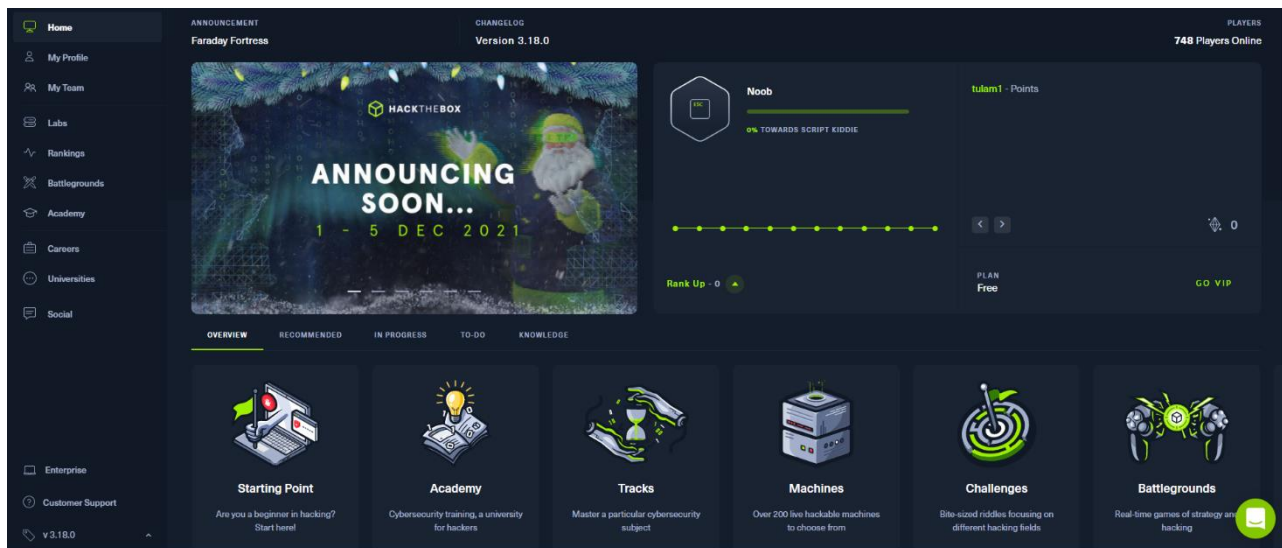 Home
My Profile
My Team
Labs
Rankings
Battlegrounds
Academy
Careers
Universities
Social
Enterprise
Customer Support
v 3.18.0
ANNOUNCEMENT
Faraday Fortress
CHANGELOG
Version 3.18.0
PLAYERS
748 Players Online
HACKTHEBOX
ANNOUNCING
SOON...
1 - 5 DEC 2021
Noob
0% TOWARDS SCRIPT KIDDIE
Rank Up - 0
tulam1 - Points
0
PLAN
Free
GO VIP
OVERVIEW
RECOMMENDED
IN PROGRESS
TO-DO
KNOWLEDGE
Starting Point
Are you a beginner in hacking?
Start here!
Academy
Cybersecurity training, a university
for hackers
Tracks
Master a particular cybersecurity
subject
Machines
Over 200 live hackable machines
to choose from
Challenges
Bite-sized riddles focusing on
different hacking fields
Battlegrounds
Real-time games of strategy
hacking